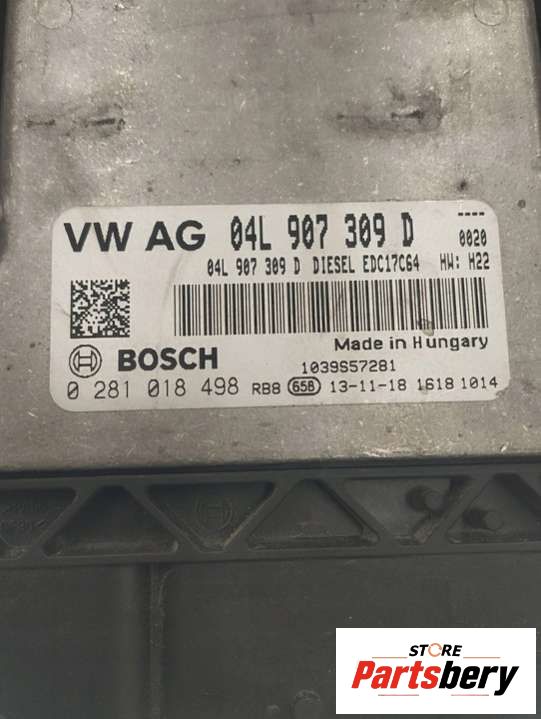 VW AG 04L 907 309 D ----
0020
04L 907 309 D DIESEL EDC17C64 HW: H22
Made in Hungary
BOSCH 1039S57281
0 281 018 498 RB8 658 13-11-18 1618 1014
STORE
Partsbery